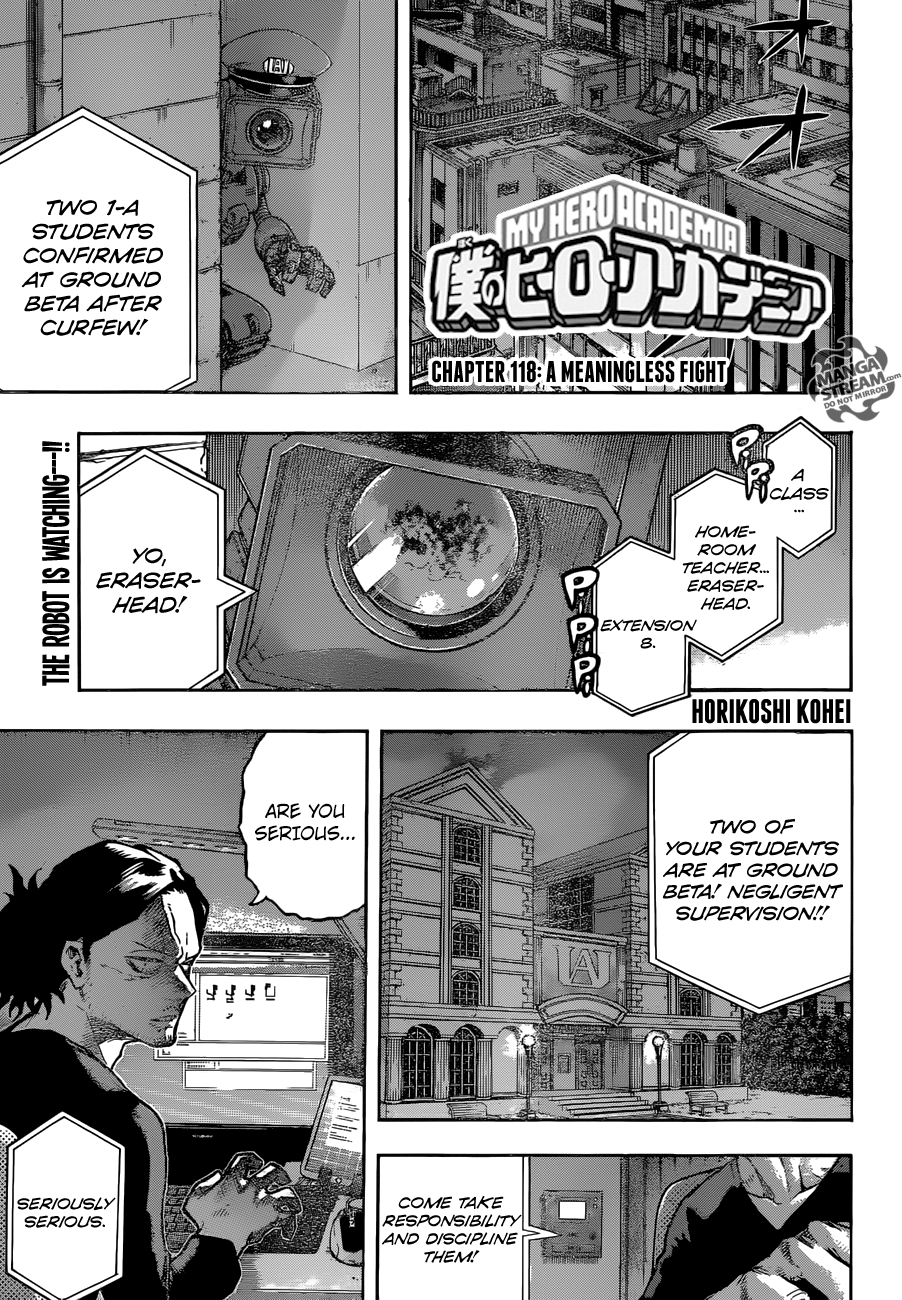 MY HERO ACADEMIA
僕のヒーローアカデミア
CHAPTER 118: A MEANINGLESS FIGHT
MANGA
STREAM.com
DO NOT MIRROR
UA
TWO 1-A
STUDENTS
CONFIRMED
AT GROUND
BETA AFTER
CURFEW!
A
CLASS
...
PI PI
HOME-
ROOM
TEACHER...
ERASER-
HEAD.
EXTENSION
8.
PI PI PI
YO,
ERASER-
HEAD!
THE ROBOT IS WATCHING--!!
HORIKOSHI KOHEI
TWO OF
YOUR STUDENTS
ARE AT GROUND
BETA! NEGLIGENT
SUPERVISION!!
UA
ARE YOU
SERIOUS...
COME TAKE
RESPONSIBILITY
AND DISCIPLINE
THEM!
SERIOUSLY
SERIOUS.